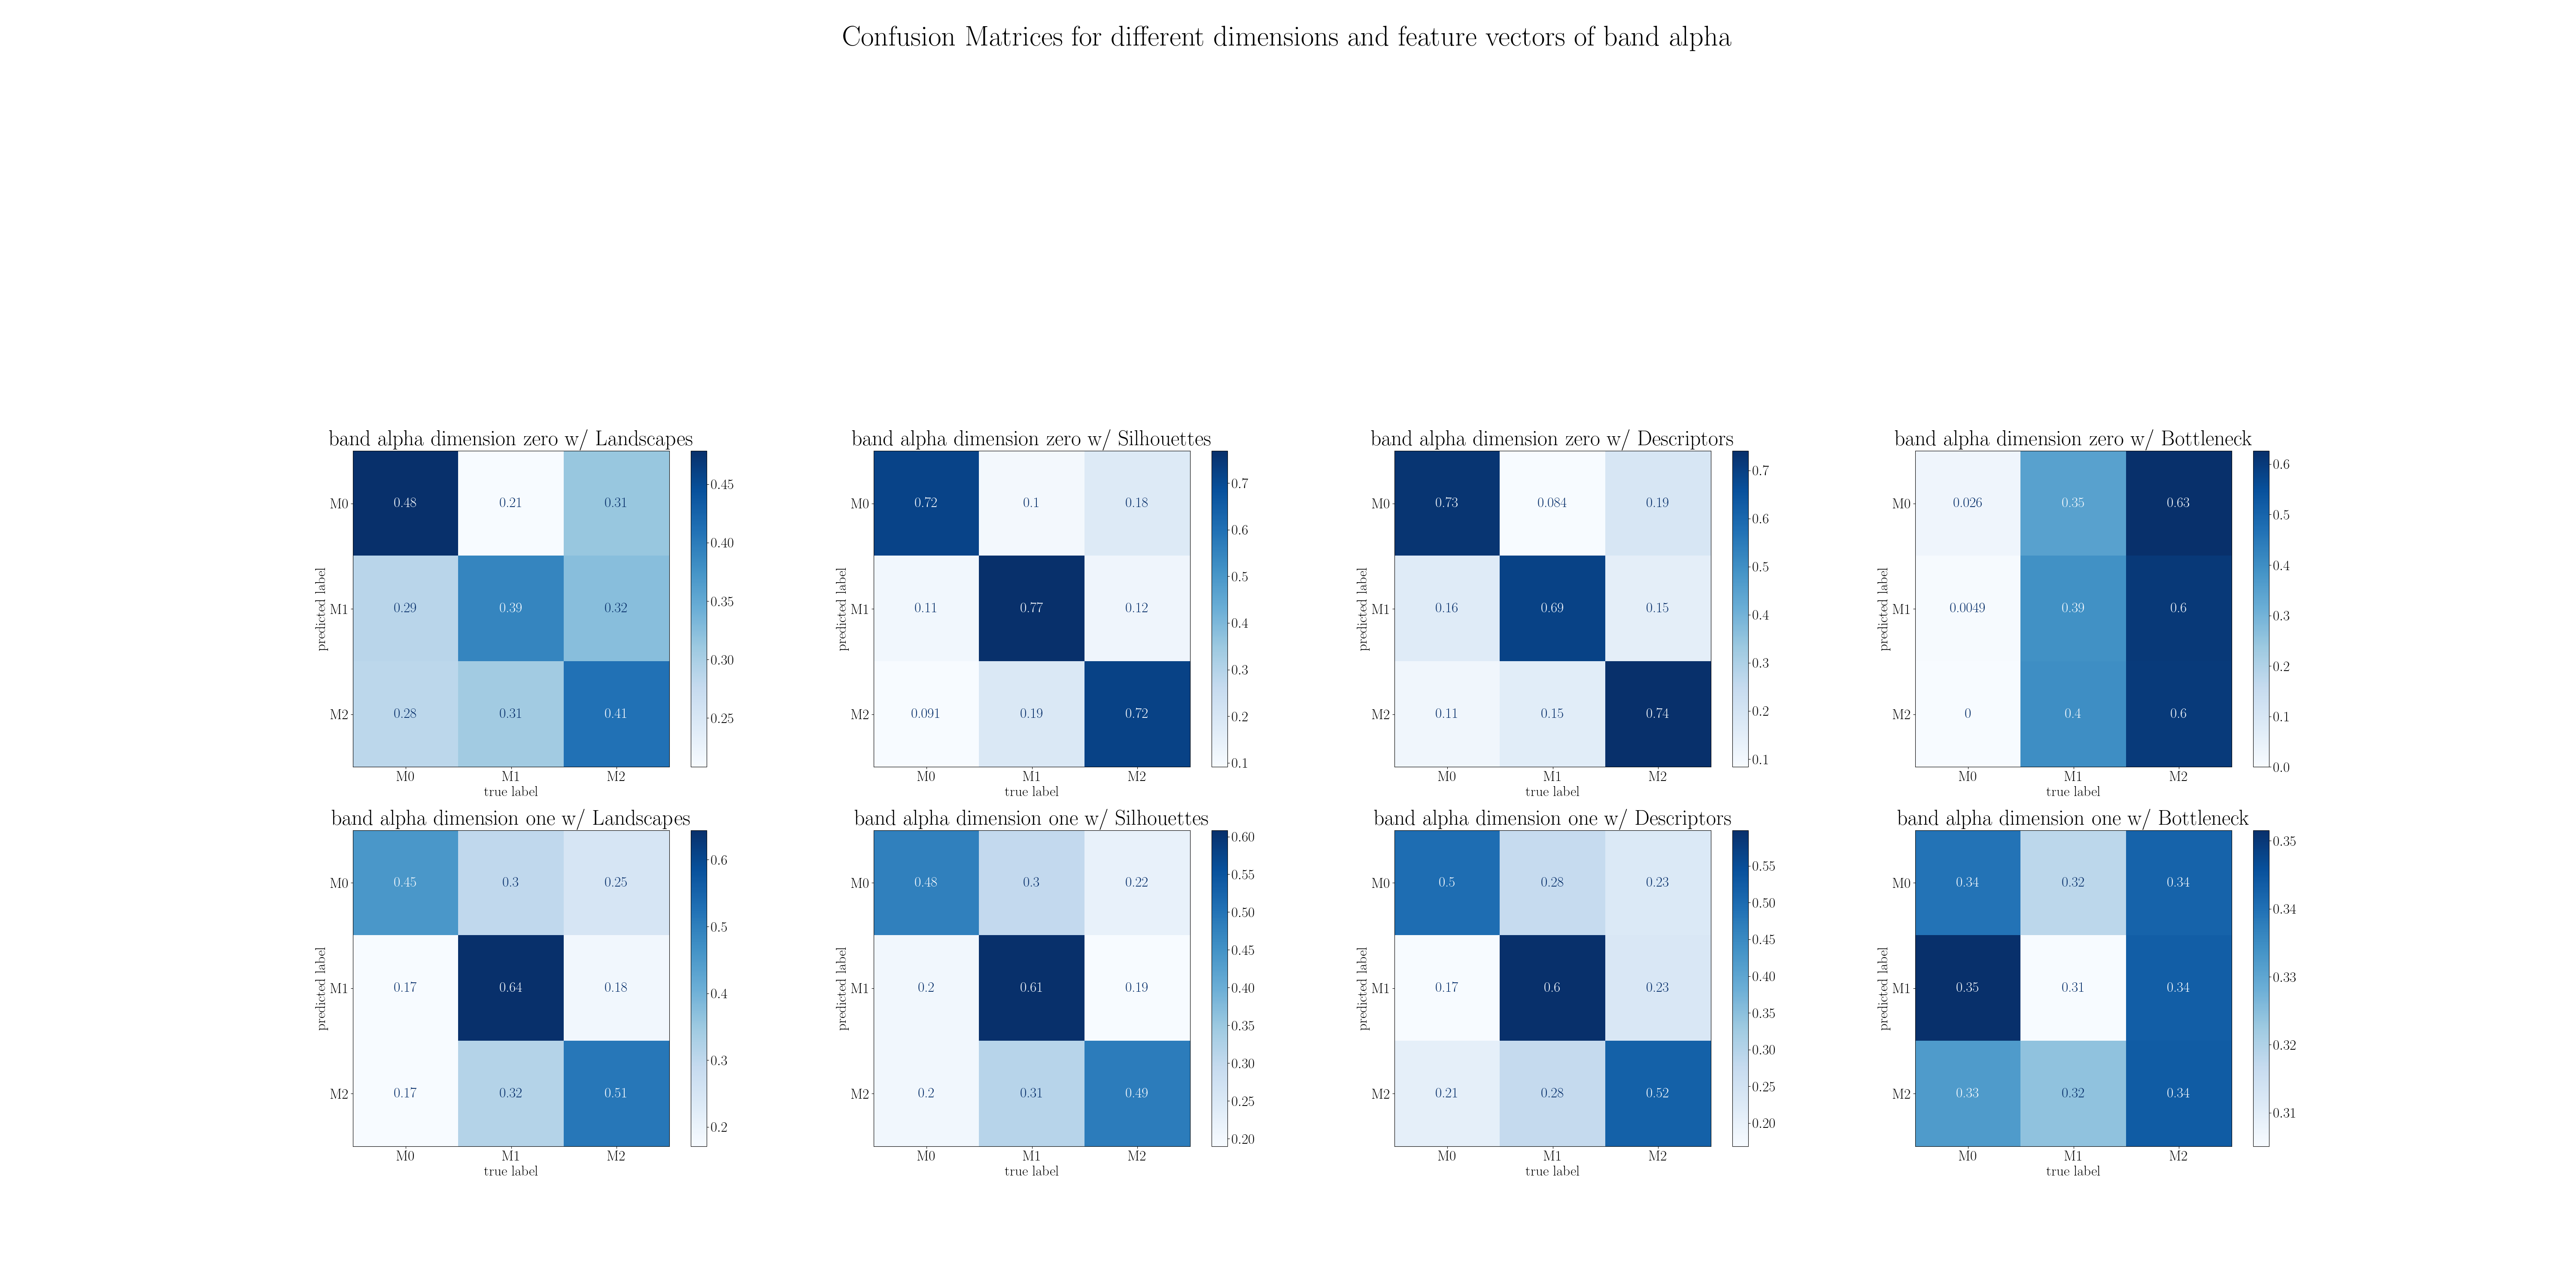 Confusion Matrices for different dimensions and feature vectors of band alpha
band alpha dimension zero w/ Landscapes
predicted label
M0
M1
M2
0.48 0.21 0.31
0.29 0.39 0.32
0.28 0.31 0.41
M0 M1 M2
true label
0.45
0.40
0.35
0.30
0.25
band alpha dimension zero w/ Silhouettes
predicted label
M0
M1
M2
0.72 0.1 0.18
0.11 0.77 0.12
0.091 0.19 0.72
M0 M1 M2
true label
0.7
0.6
0.5
0.4
0.3
0.2
0.1
band alpha dimension zero w/ Descriptors
predicted label
M0
M1
M2
0.73 0.084 0.19
0.16 0.69 0.15
0.11 0.15 0.74
M0 M1 M2
true label
0.7
0.6
0.5
0.4
0.3
0.2
0.1
band alpha dimension zero w/ Bottleneck
predicted label
M0
M1
M2
0.026 0.35 0.63
0.0049 0.39 0.6
0 0.4 0.6
M0 M1 M2
true label
0.6
0.5
0.4
0.3
0.2
0.1
0.0
band alpha dimension one w/ Landscapes
predicted label
M0
M1
M2
0.45 0.3 0.25
0.17 0.64 0.18
0.17 0.32 0.51
M0 M1 M2
true label
0.6
0.5
0.4
0.3
0.2
band alpha dimension one w/ Silhouettes
predicted label
M0
M1
M2
0.48 0.3 0.22
0.2 0.61 0.19
0.2 0.31 0.49
M0 M1 M2
true label
0.60
0.55
0.50
0.45
0.40
0.35
0.30
0.25
0.20
band alpha dimension one w/ Descriptors
predicted label
M0
M1
M2
0.5 0.28 0.23
0.17 0.6 0.23
0.21 0.28 0.52
M0 M1 M2
true label
0.55
0.50
0.45
0.40
0.35
0.30
0.25
0.20
band alpha dimension one w/ Bottleneck
predicted label
M0
M1
M2
0.34 0.32 0.34
0.35 0.31 0.34
0.33 0.32 0.34
M0 M1 M2
true label
0.35
0.34
0.33
0.32
0.31